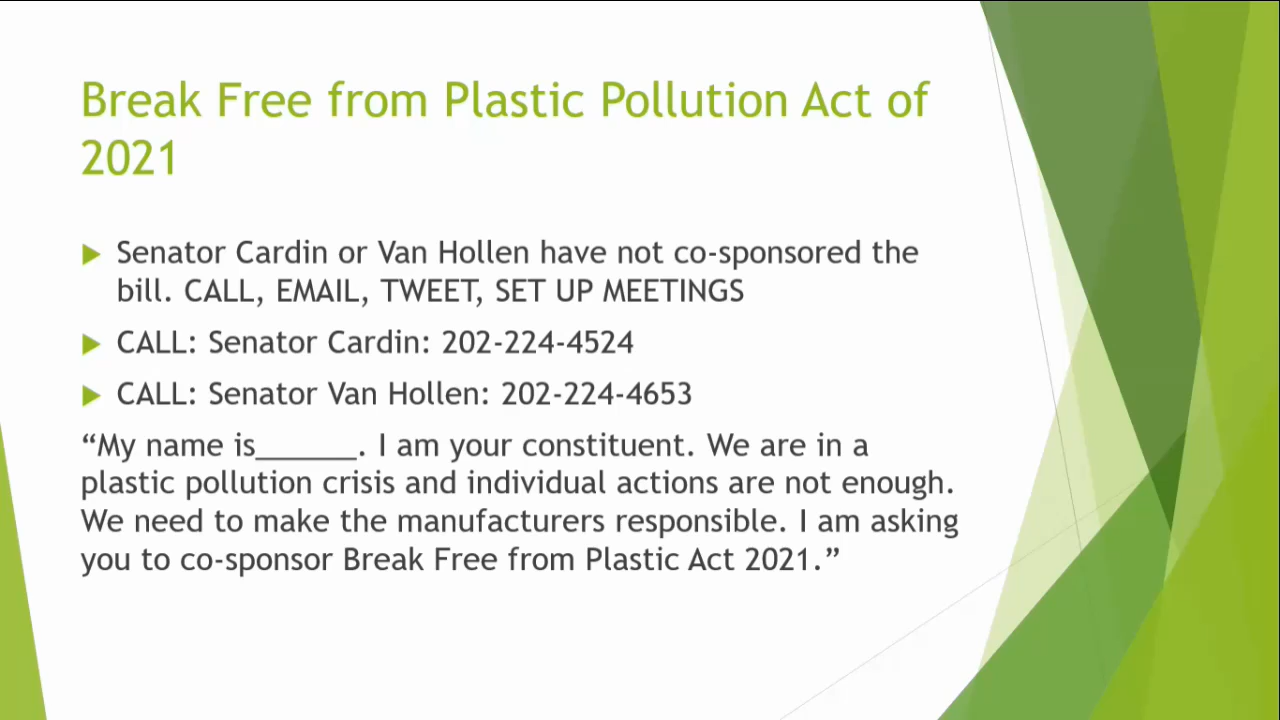 Break Free from Plastic Pollution Act of
2021
Senator Cardin or Van Hollen have not co-sponsored the
bill. CALL, EMAIL, TWEET, SET UP MEETINGS
CALL: Senator Cardin: 202-224-4524
CALL: Senator Van Hollen: 202-224-4653
“My name is______. I am your constituent. We are in a
plastic pollution crisis and individual actions are not enough.
We need to make the manufacturers responsible. I am asking
you to co-sponsor Break Free from Plastic Act 2021.”